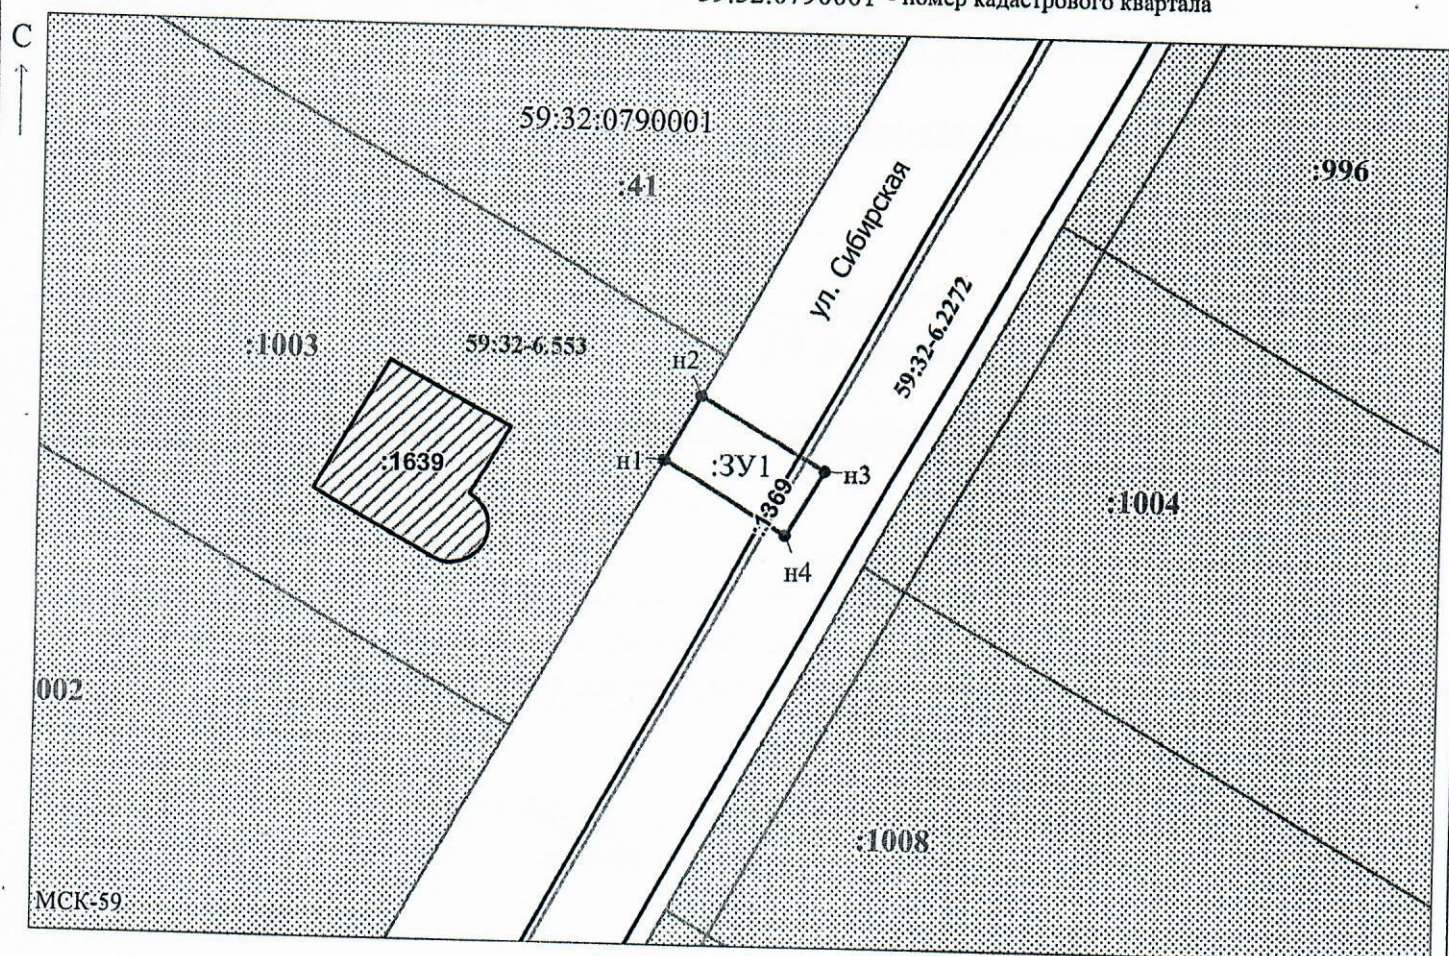 59:32:0790001 - номер кадастрового квартала
С
59:32:0790001
:41
:996
ул. Сибирская
59:32-6.2272
:1003
59:32-6.553
н2
:1639
н1
:ЗУ1
н3
:1369
:1004
н4
002
:1008
МСК-59